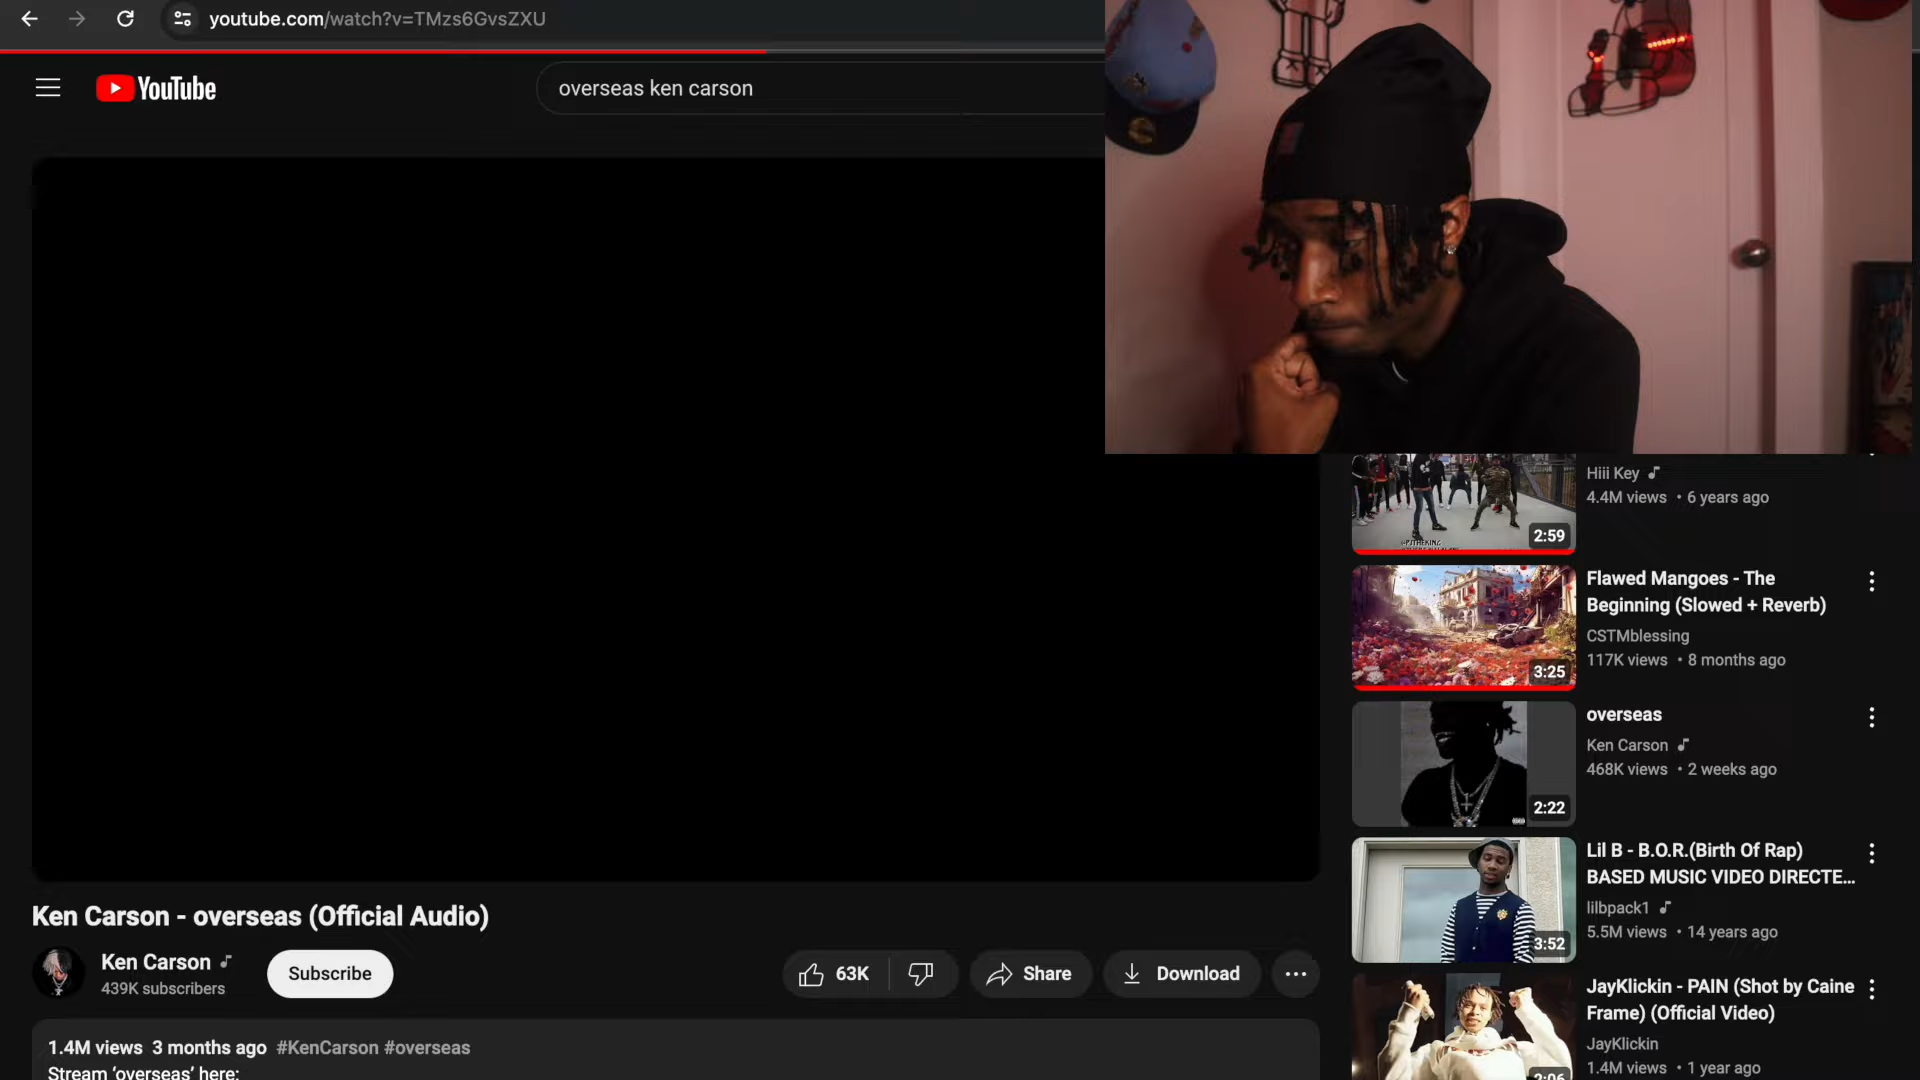 youtube.com/watch?v=TMzs6GvsZXU
YouTube
overseas ken carson
Hiii Key
4.4M views • 6 years ago
@PJTHEKING
2:59
Flawed Mangoes - The
Beginning (Slowed + Reverb)
CSTMblessing
117K views • 8 months ago
3:25
overseas
Ken Carson
468K views • 2 weeks ago
2:22
Lil B - B.O.R.(Birth Of Rap)
BASED MUSIC VIDEO DIRECTE...
lilbpack1
5.5M views • 14 years ago
3:52
JayKlickin - PAIN (Shot by Caine
Frame) (Official Video)
JayKlickin
1.4M views • 1 year ago
2:06
Ken Carson - overseas (Official Audio)
Ken Carson
439K subscribers
Subscribe
63K
Share
Download
1.4M views 3 months ago #KenCarson #overseas
Stream 'overseas' here: